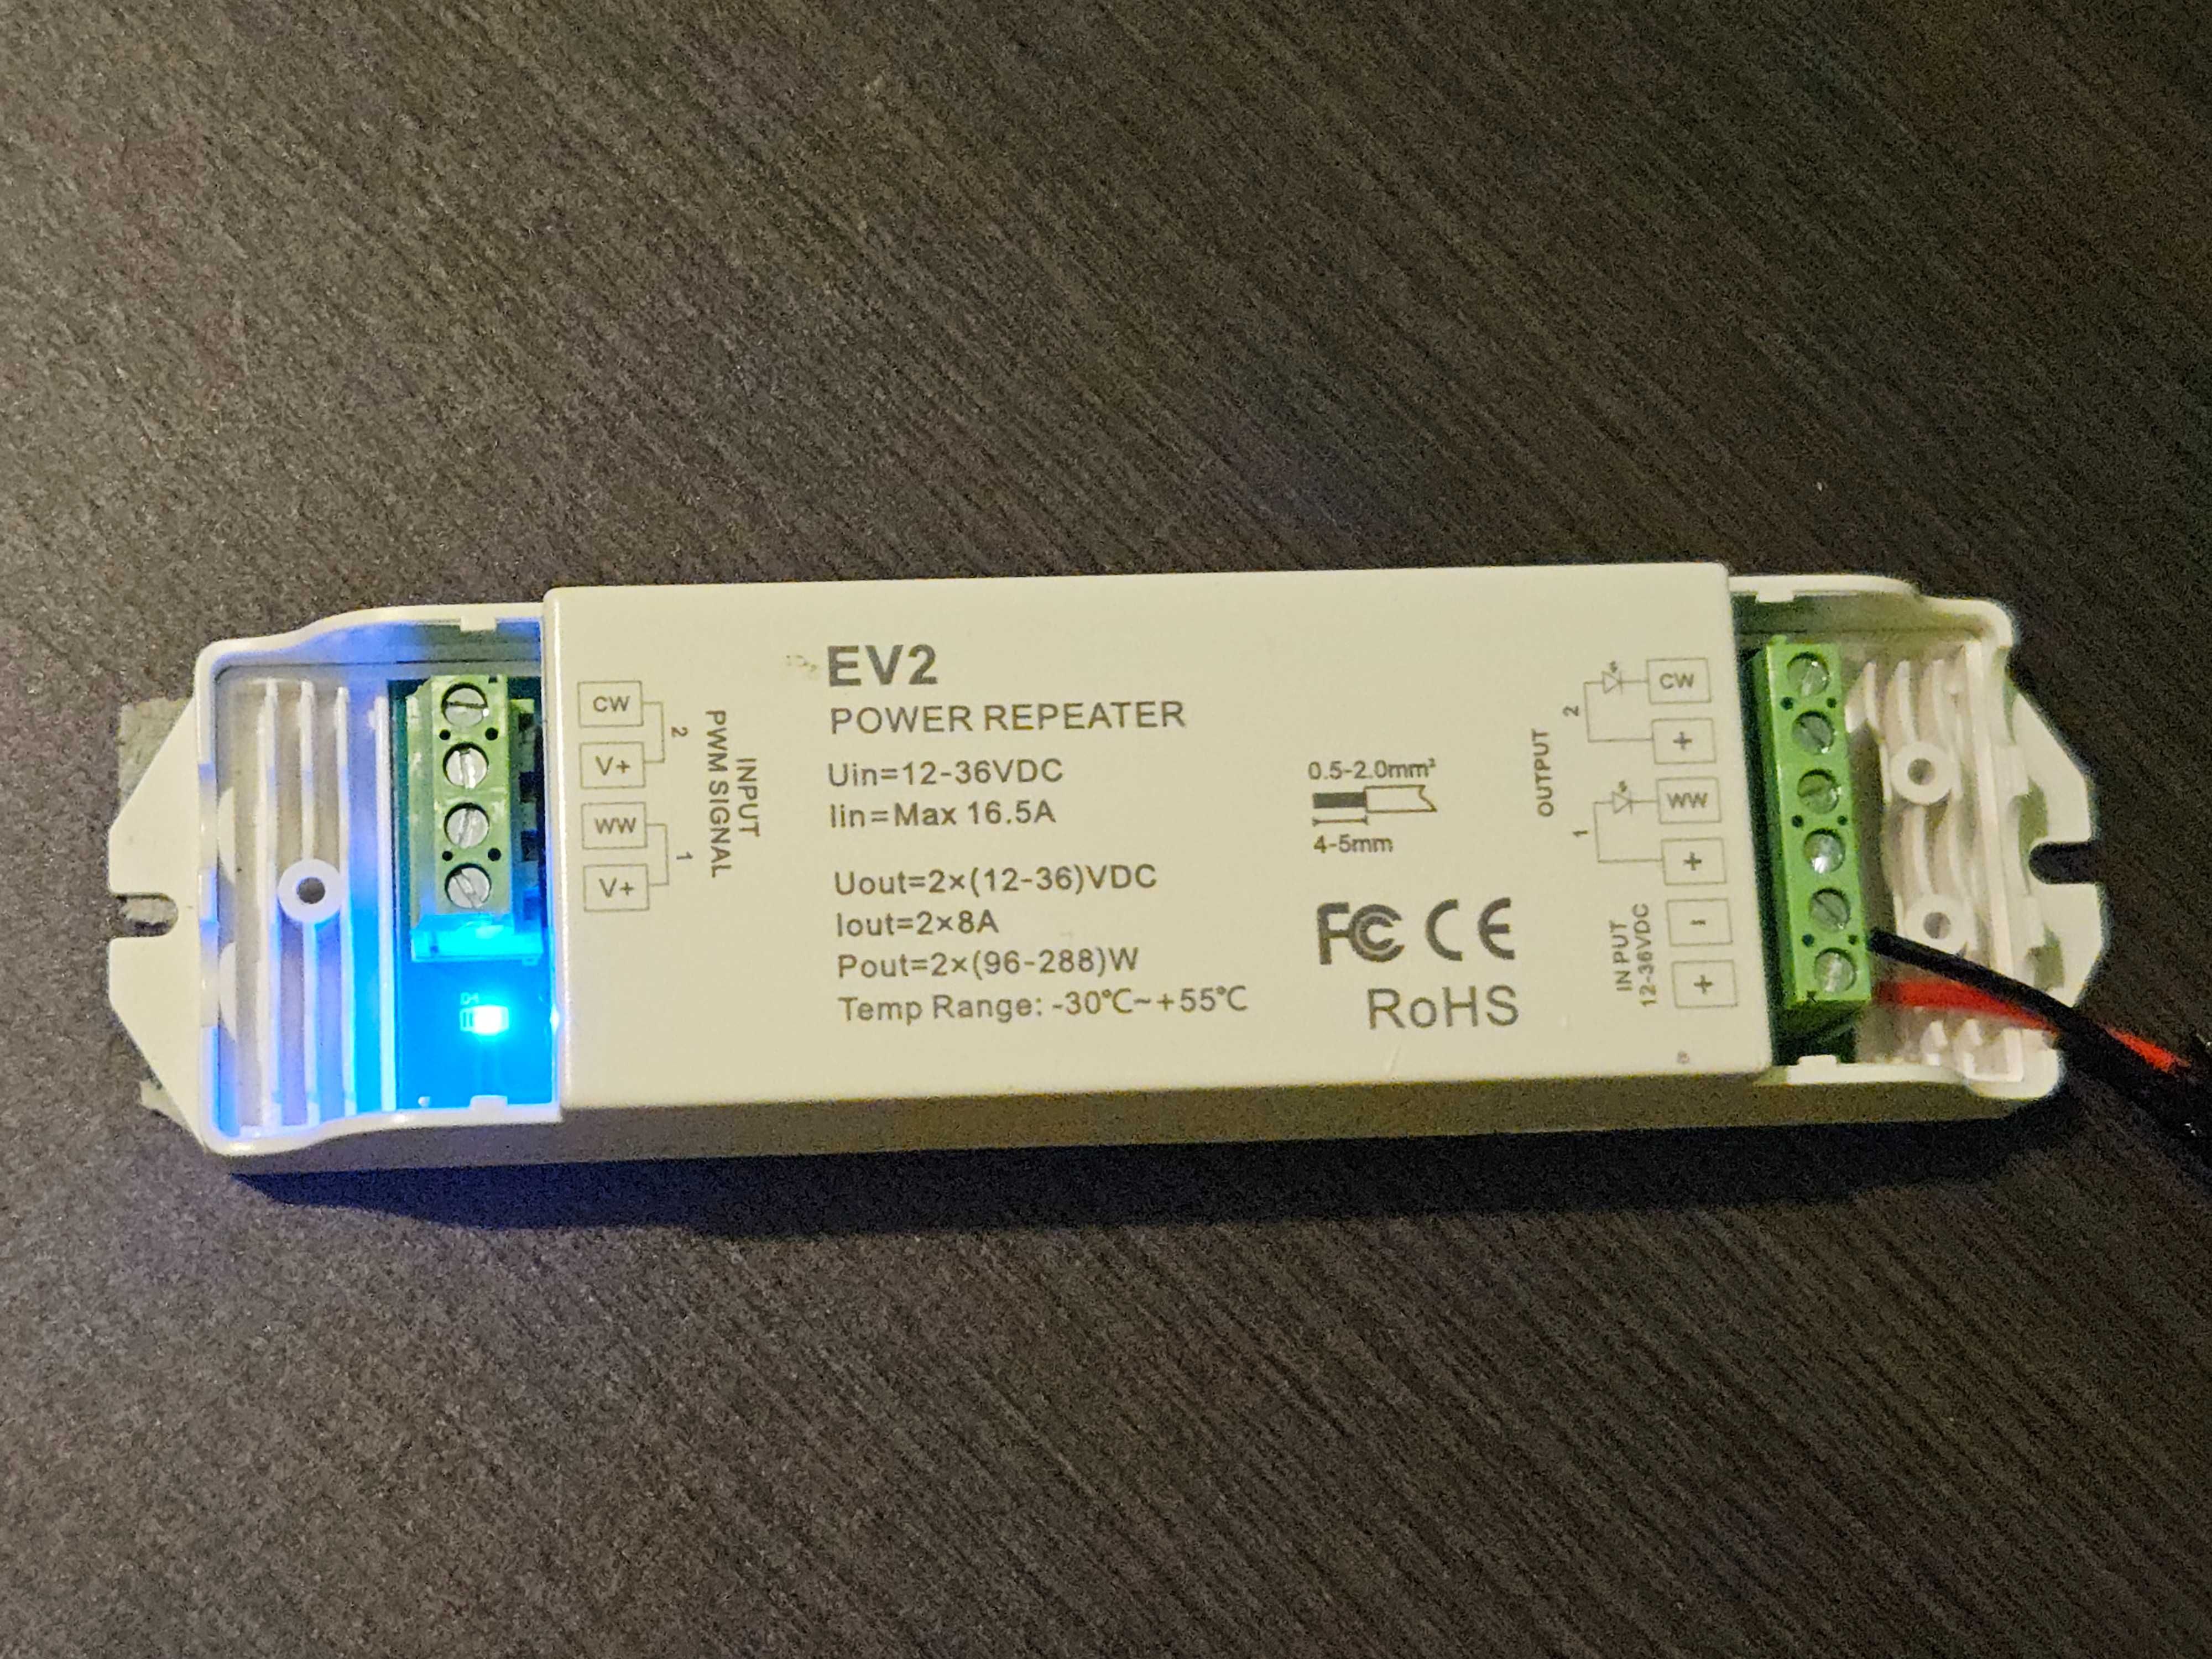 CW
V+
WW
V+
2
1
INPUT
PWM SIGNAL
EV2
POWER REPEATER
Uin=12-36VDC
Iin=Max 16.5A
Uout=2×(12-36)VDC
Iout=2×8A
Pout=2×(96-288)W
Temp Range: -30℃~+55℃
0.5-2.0mm²
4-5mm
FC CE
RoHS
OUTPUT
2
1
CW
+
WW
+
-
+
INPUT
12-36VDC
D4